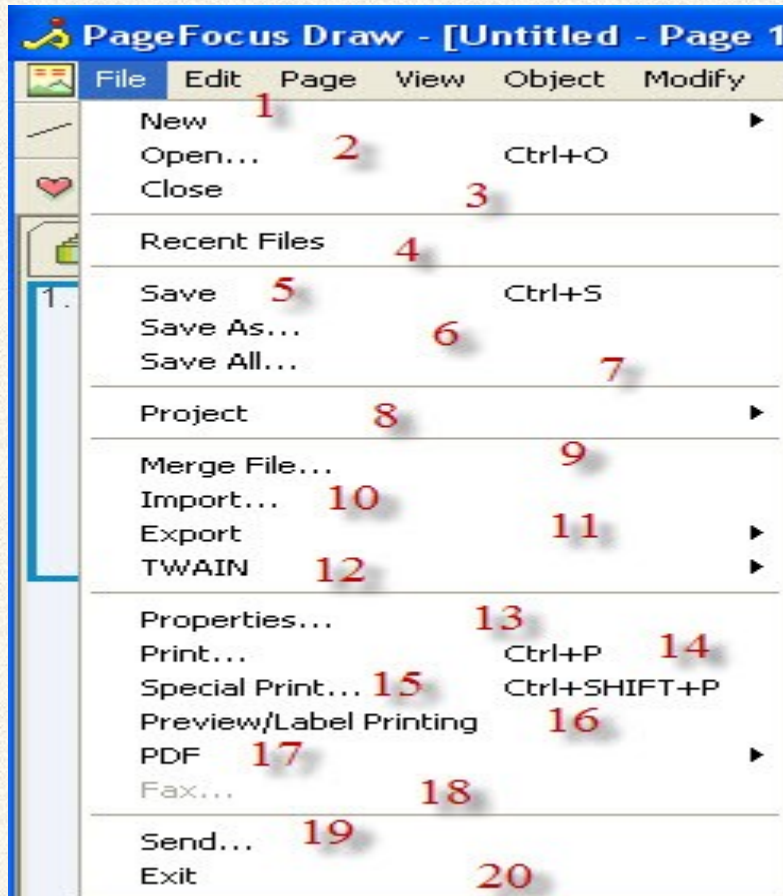 PageFocus Draw - [Untitled - Page 1
File Edit Page View Object Modify
New 1
Open... 2 Ctrl+O
Close 3
Recent Files 4
1. Save 5 Ctrl+S
Save As... 6
Save All... 7
Project 8
Merge File... 9
Import... 10
Export 11
TWAIN 12
Properties... 13
Print... Ctrl+P 14
Special Print... 15 Ctrl+SHIFT+P
Preview/Label Printing 16
PDF 17
Fax... 18
Send... 19
Exit 20